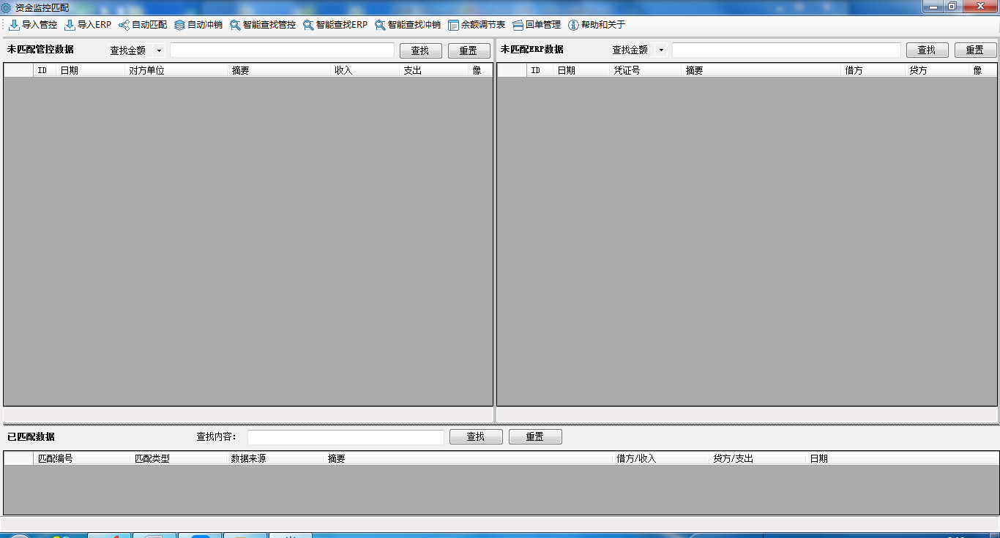 资金监控匹配
导入管控 导入ERP 自动匹配 自动冲销 智能查找管控 智能查找ERP 智能查找冲销 余额调节表 回单管理 帮助和关于
未匹配管控数据 查找金额 查找 重置
未匹配ERP数据 查找金额 查找 重置
ID 日期 对方单位 摘要 收入 支出 像
ID 日期 凭证号 摘要 借方 贷方 像
已匹配数据 查找内容： 查找 重置
匹配编号 匹配类型 数据来源 摘要 借方/收入 贷方/支出 日期